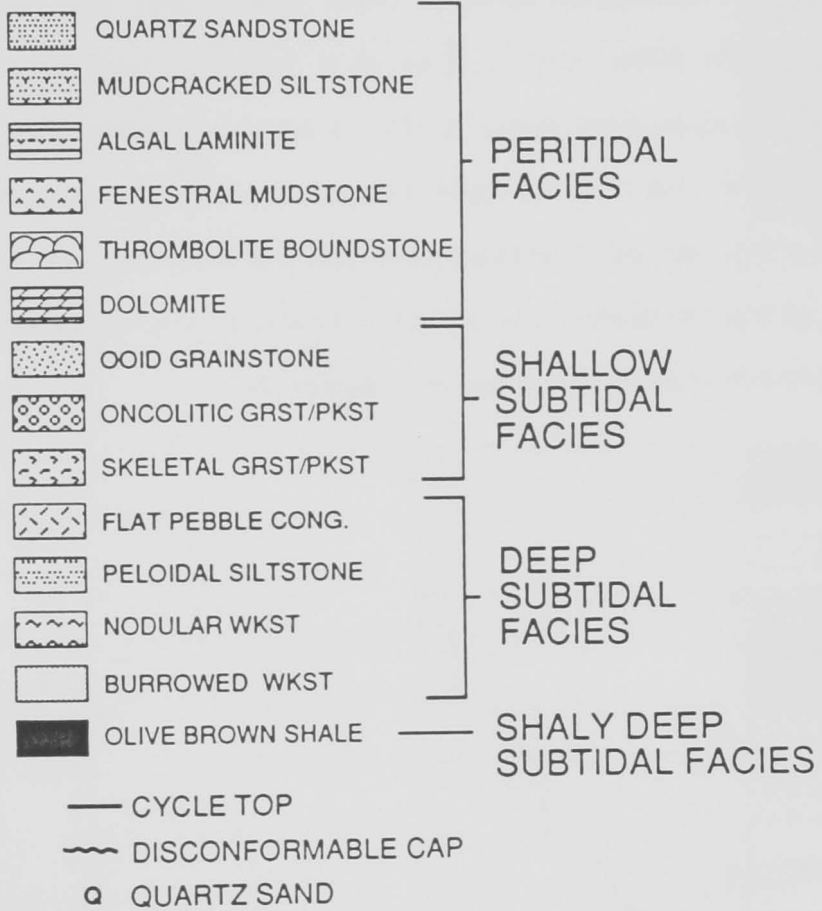 QUARTZ SANDSTONE
MUDCRACKED SILTSTONE
ALGAL LAMINITE
FENESTRAL MUDSTONE
THROMBOLITE BOUNDSTONE
DOLOMITE
PERITIDAL
FACIES
OOID GRAINSTONE
ONCOLITIC GRST/PKST
SKELETAL GRST/PKST
SHALLOW
SUBTIDAL
FACIES
FLAT PEBBLE CONG.
PELOIDAL SILTSTONE
NODULAR WKST
BURROWED WKST
DEEP
SUBTIDAL
FACIES
OLIVE BROWN SHALE
SHALY DEEP
SUBTIDAL FACIES
CYCLE TOP
DISCONFORMABLE CAP
Q QUARTZ SAND